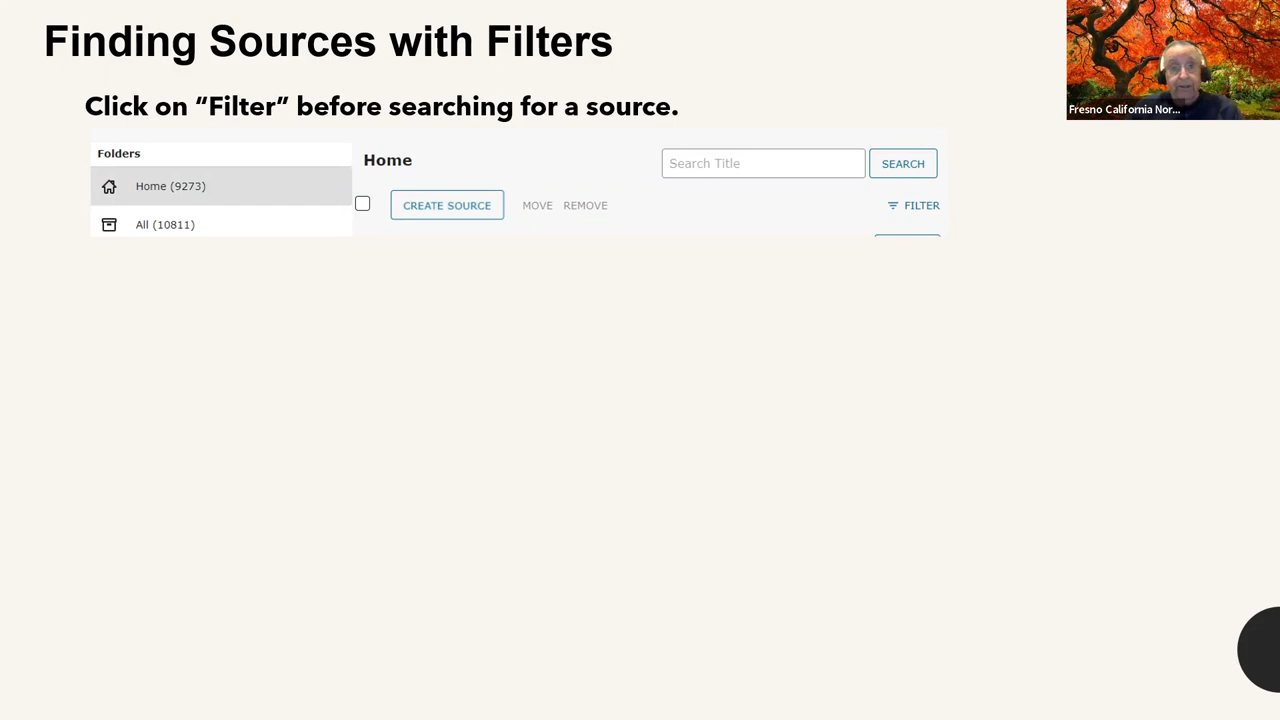 Finding Sources with Filters
Click on “Filter” before searching for a source.
Folders
Home (9273)
All (10811)
Home
Search Title
SEARCH
CREATE SOURCE
MOVE
REMOVE
FILTER
Fresno California Nor...